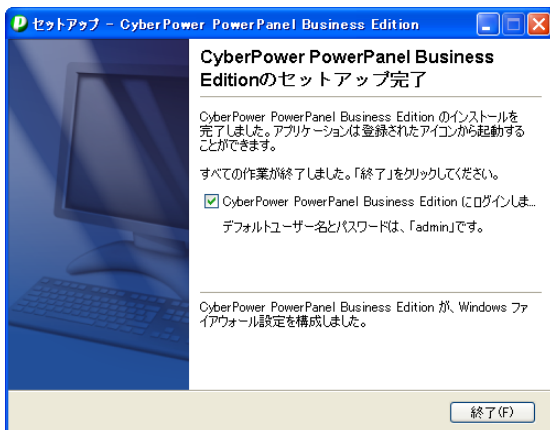 セットアップ - CyberPower PowerPanel Business Edition
CyberPower PowerPanel Business
Editionのセットアップ完了
CyberPower PowerPanel Business Edition のインストールを
完了しました。アプリケーションは登録されたアイコンから起動する
ことができます。
すべての作業が終了しました。「終了」をクリックしてください。
CyberPower PowerPanel Business Edition にログインしま...
デフォルトユーザー名とパスワードは、「admin」です。
CyberPower PowerPanel Business Edition が、Windows ファ
イアウォール設定を構成しました。
終了(F)